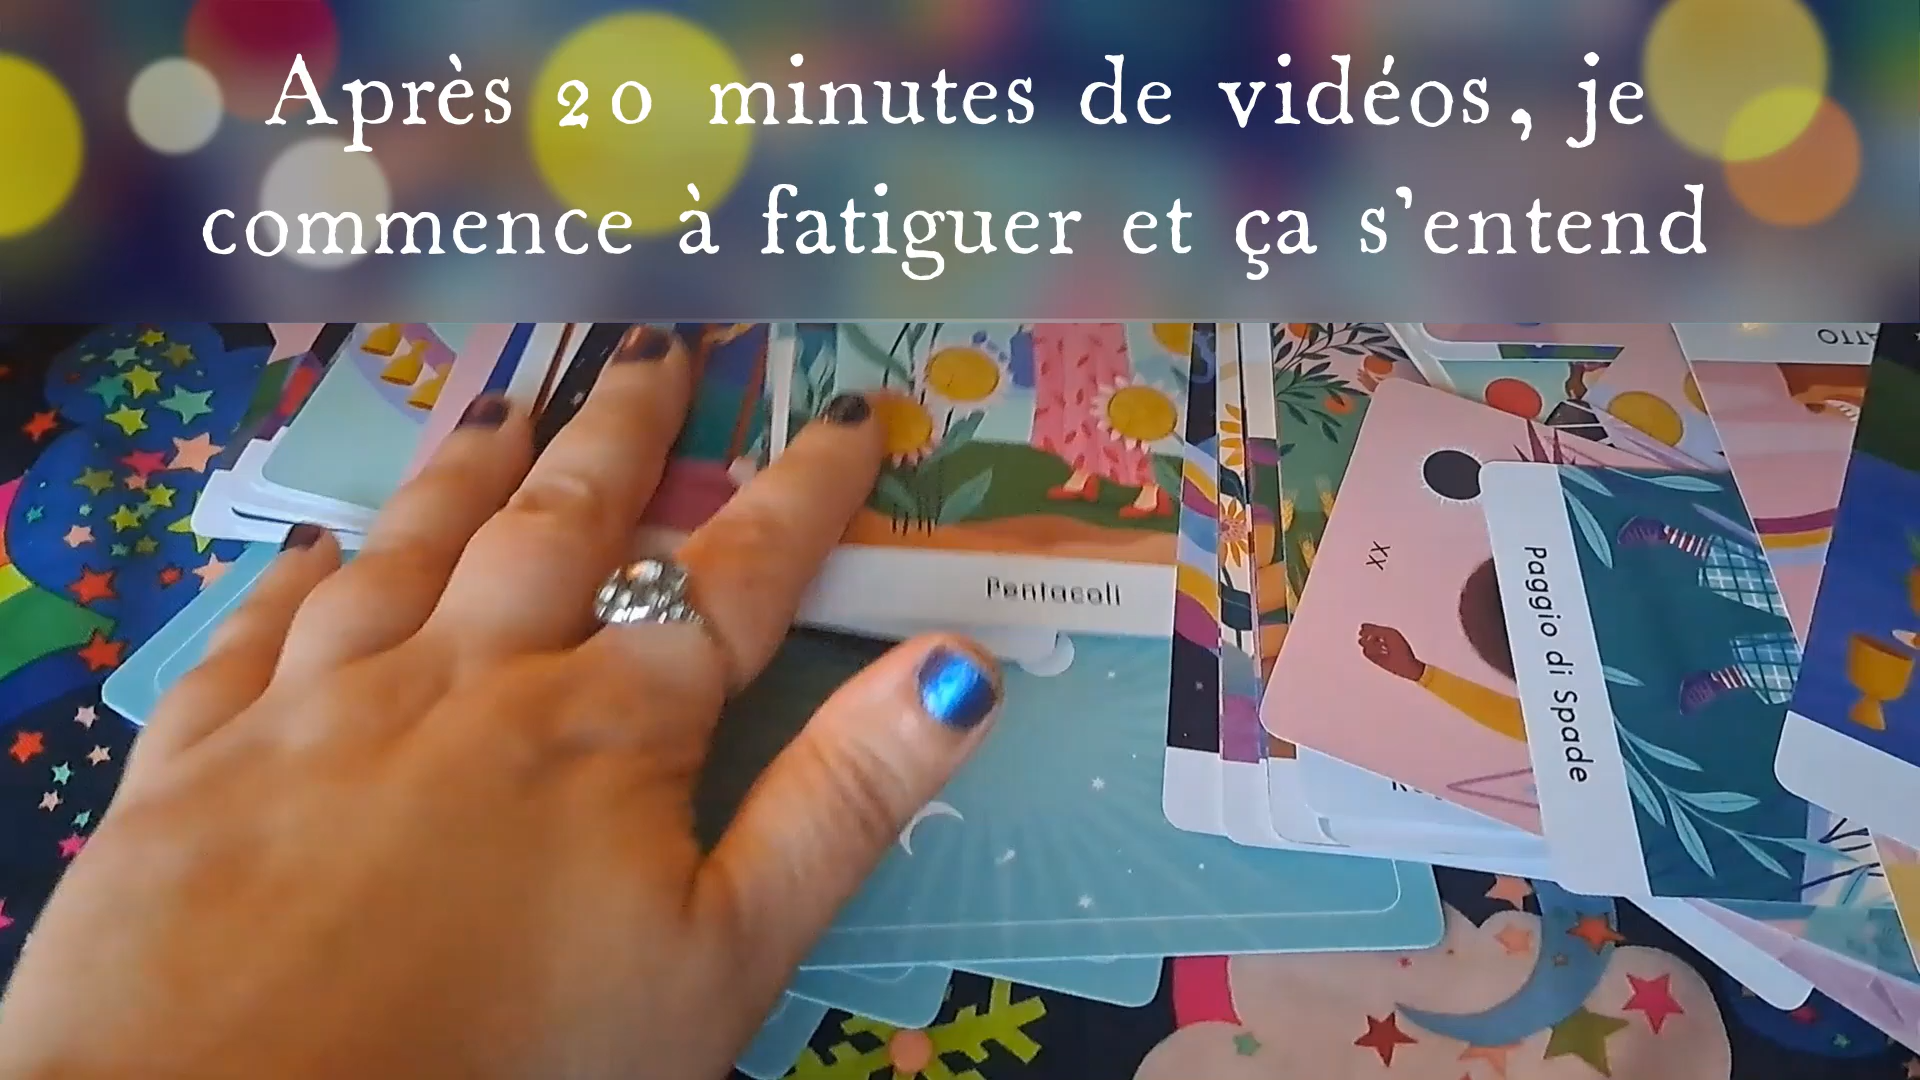 Après 20 minutes de vidéos, je
commence à fatiguer et ça s'entend
Pentacoli
XX
Paggio di Spade